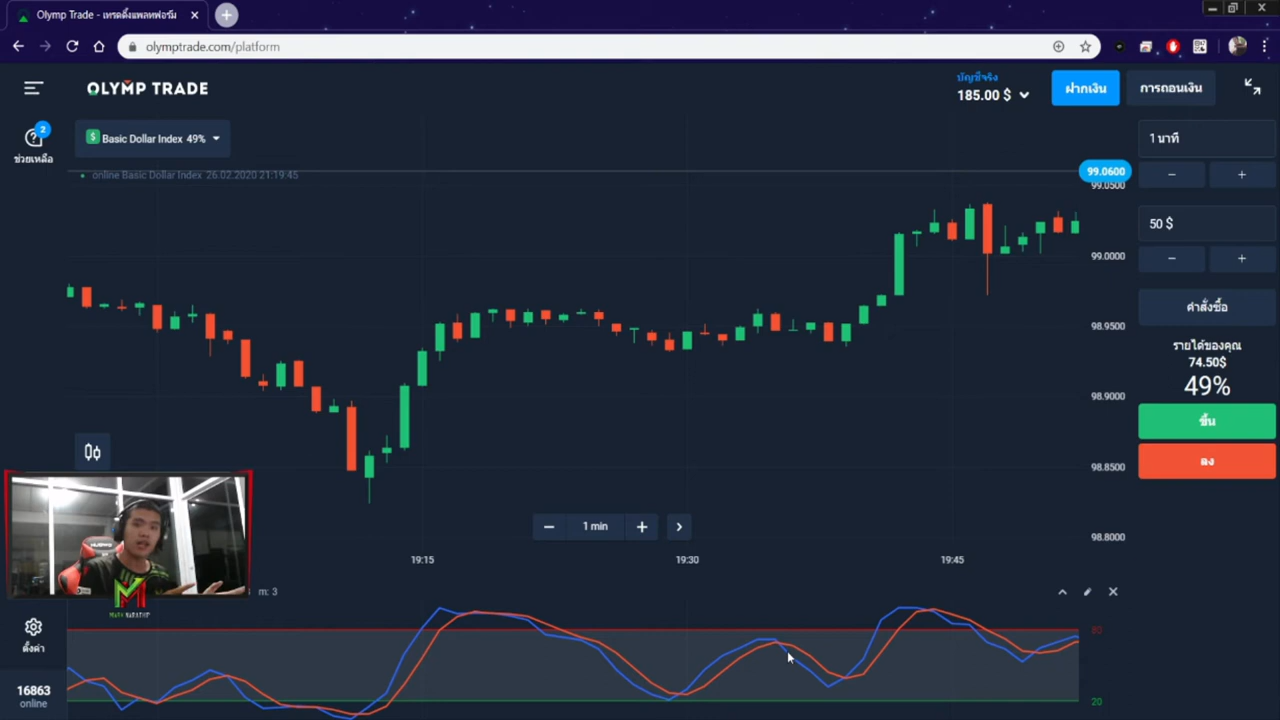 Olymp Trade - เทรดดิ้งแพลทฟอร์ม
olymptrade.com/platform
OLYMP TRADE
บัญชีจริง
185.00 $
ฝากเงิน
การถอนเงิน
2
ช่วยเหลือ
Basic Dollar Index 49%
online Basic Dollar Index 26.02.2020 21:19:45
1 นาที
50 $
คำสั่งซื้อ
รายได้ของคุณ
74.50$
49%
ขึ้น
ลง
99.0600
99.0500
99.0000
98.9500
98.9000
98.8500
98.8000
1 min
19:15
19:30
19:45
m: 3
80
20
ตั้งค่า
16863
online